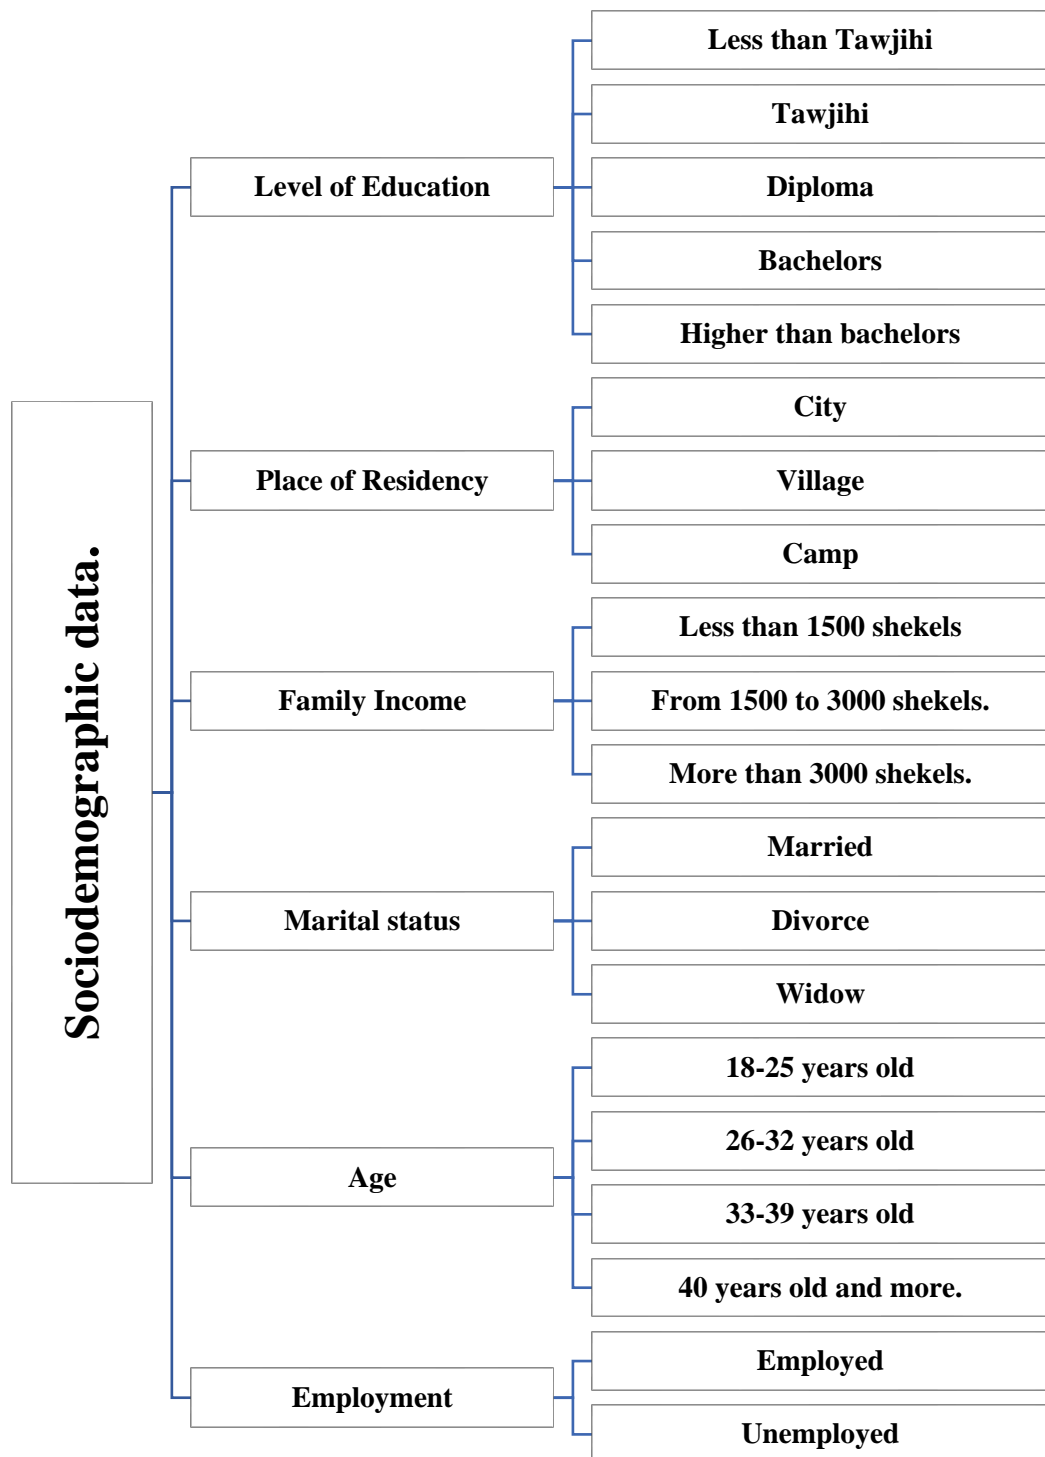 Sociodemographic data.
Level of Education
Less than Tawjihi
Tawjihi
Diploma
Bachelors
Higher than bachelors
Place of Residency
City
Village
Camp
Family Income
Less than 1500 shekels
From 1500 to 3000 shekels.
More than 3000 shekels.
Marital status
Married
Divorce
Widow
Age
18-25 years old
26-32 years old
33-39 years old
40 years old and more.
Employment
Employed
Unemployed